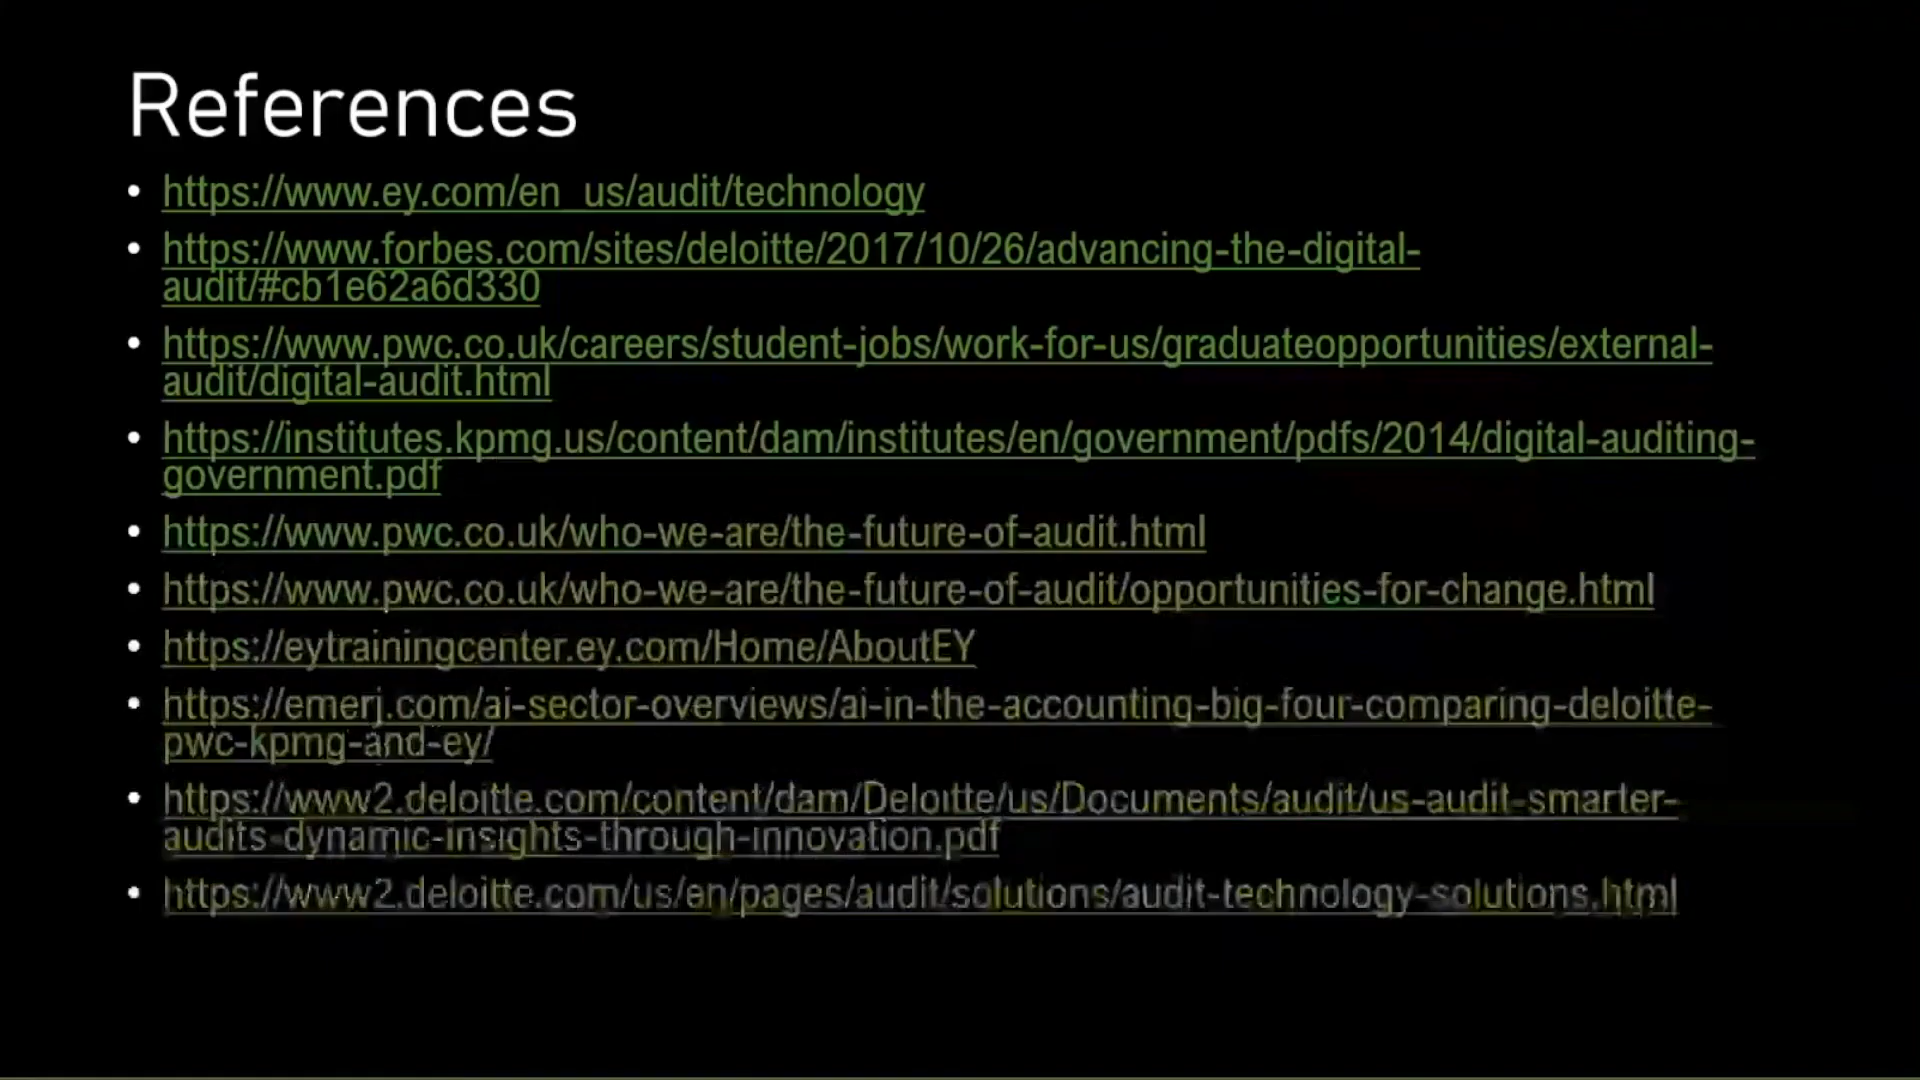 References
• https://www.ey.com/en_us/audit/technology
• https://www.forbes.com/sites/deloitte/2017/10/26/advancing-the-digital-
audit/#cb1e62a6d330
• https://www.pwc.co.uk/careers/student-jobs/work-for-us/graduateopportunities/external-
audit/digital-audit.html
• https://institutes.kpmg.us/content/dam/institutes/en/government/pdfs/2014/digital-auditing-
government.pdf
• https://www.pwc.co.uk/who-we-are/the-future-of-audit.html
• https://www.pwc.co.uk/who-we-are/the-future-of-audit/opportunities-for-change.html
• https://eytrainingcenter.ey.com/Home/AboutEY
• https://emerj.com/ai-sector-overviews/ai-in-the-accounting-big-four-comparing-deloitte-
pwc-kpmg-and-ey/
• https://www2.deloitte.com/content/dam/Deloitte/us/Documents/audit/us-audit-smarter-
audits-dynamic-insights-through-innovation.pdf
• https://www2.deloitte.com/us/en/pages/audit/solutions/audit-technology-solutions.html